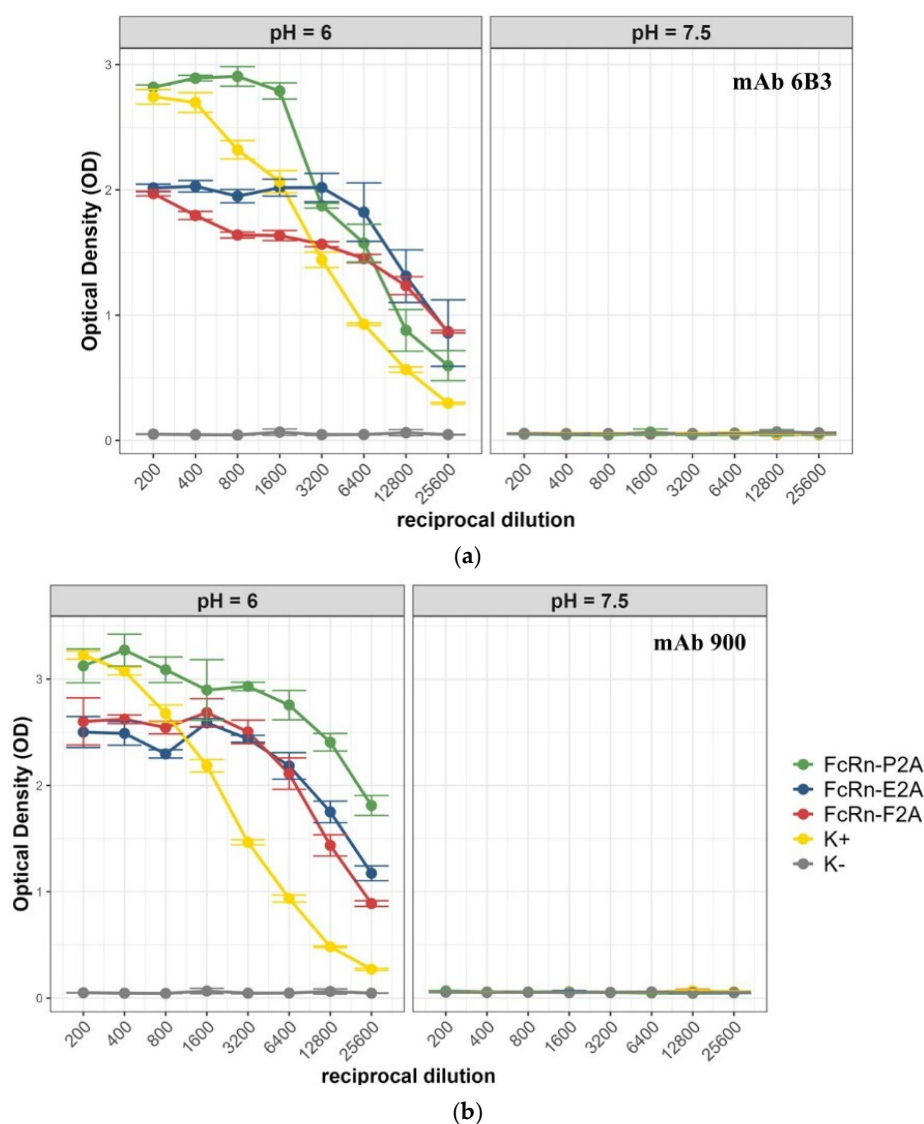 pH = 6
pH = 7.5
mAb 6B3
Optical Density (OD)
3
2
1
0
200 400 800 1600 3200 6400 12800 25600
200 400 800 1600 3200 6400 12800 25600
reciprocal dilution
(a)
pH = 6
pH = 7.5
mAb 900
Optical Density (OD)
3
2
1
0
200 400 800 1600 3200 6400 12800 25600
200 400 800 1600 3200 6400 12800 25600
reciprocal dilution
FcRn-P2A
FcRn-E2A
FcRn-F2A
K+
K-
(b)